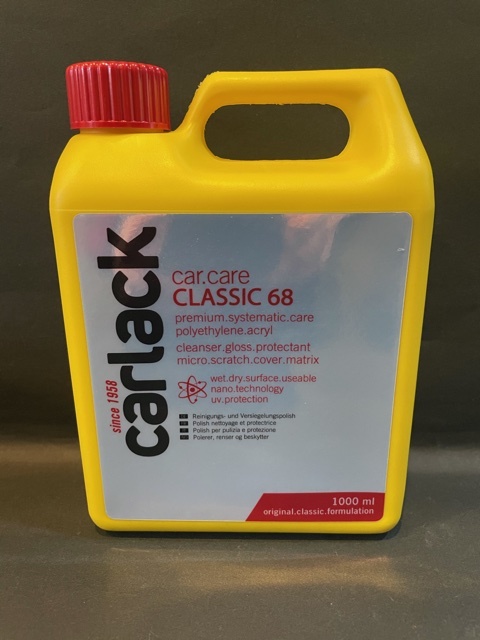 carlack
since 1958
car.care
CLASSIC 68
premium.systematic.care
polyethylene.acryl
cleanser.gloss.protectant
micro.scratch.cover.matrix
wet.dry.surface.useable
nano.technology
uv.protection
Reinigungs- und Versiegelungspolish
Polish nettoyage et protectrice
Polish per pulizia e protezione
Polerer, renser og beskytter
1000 ml
original.classic.formulation